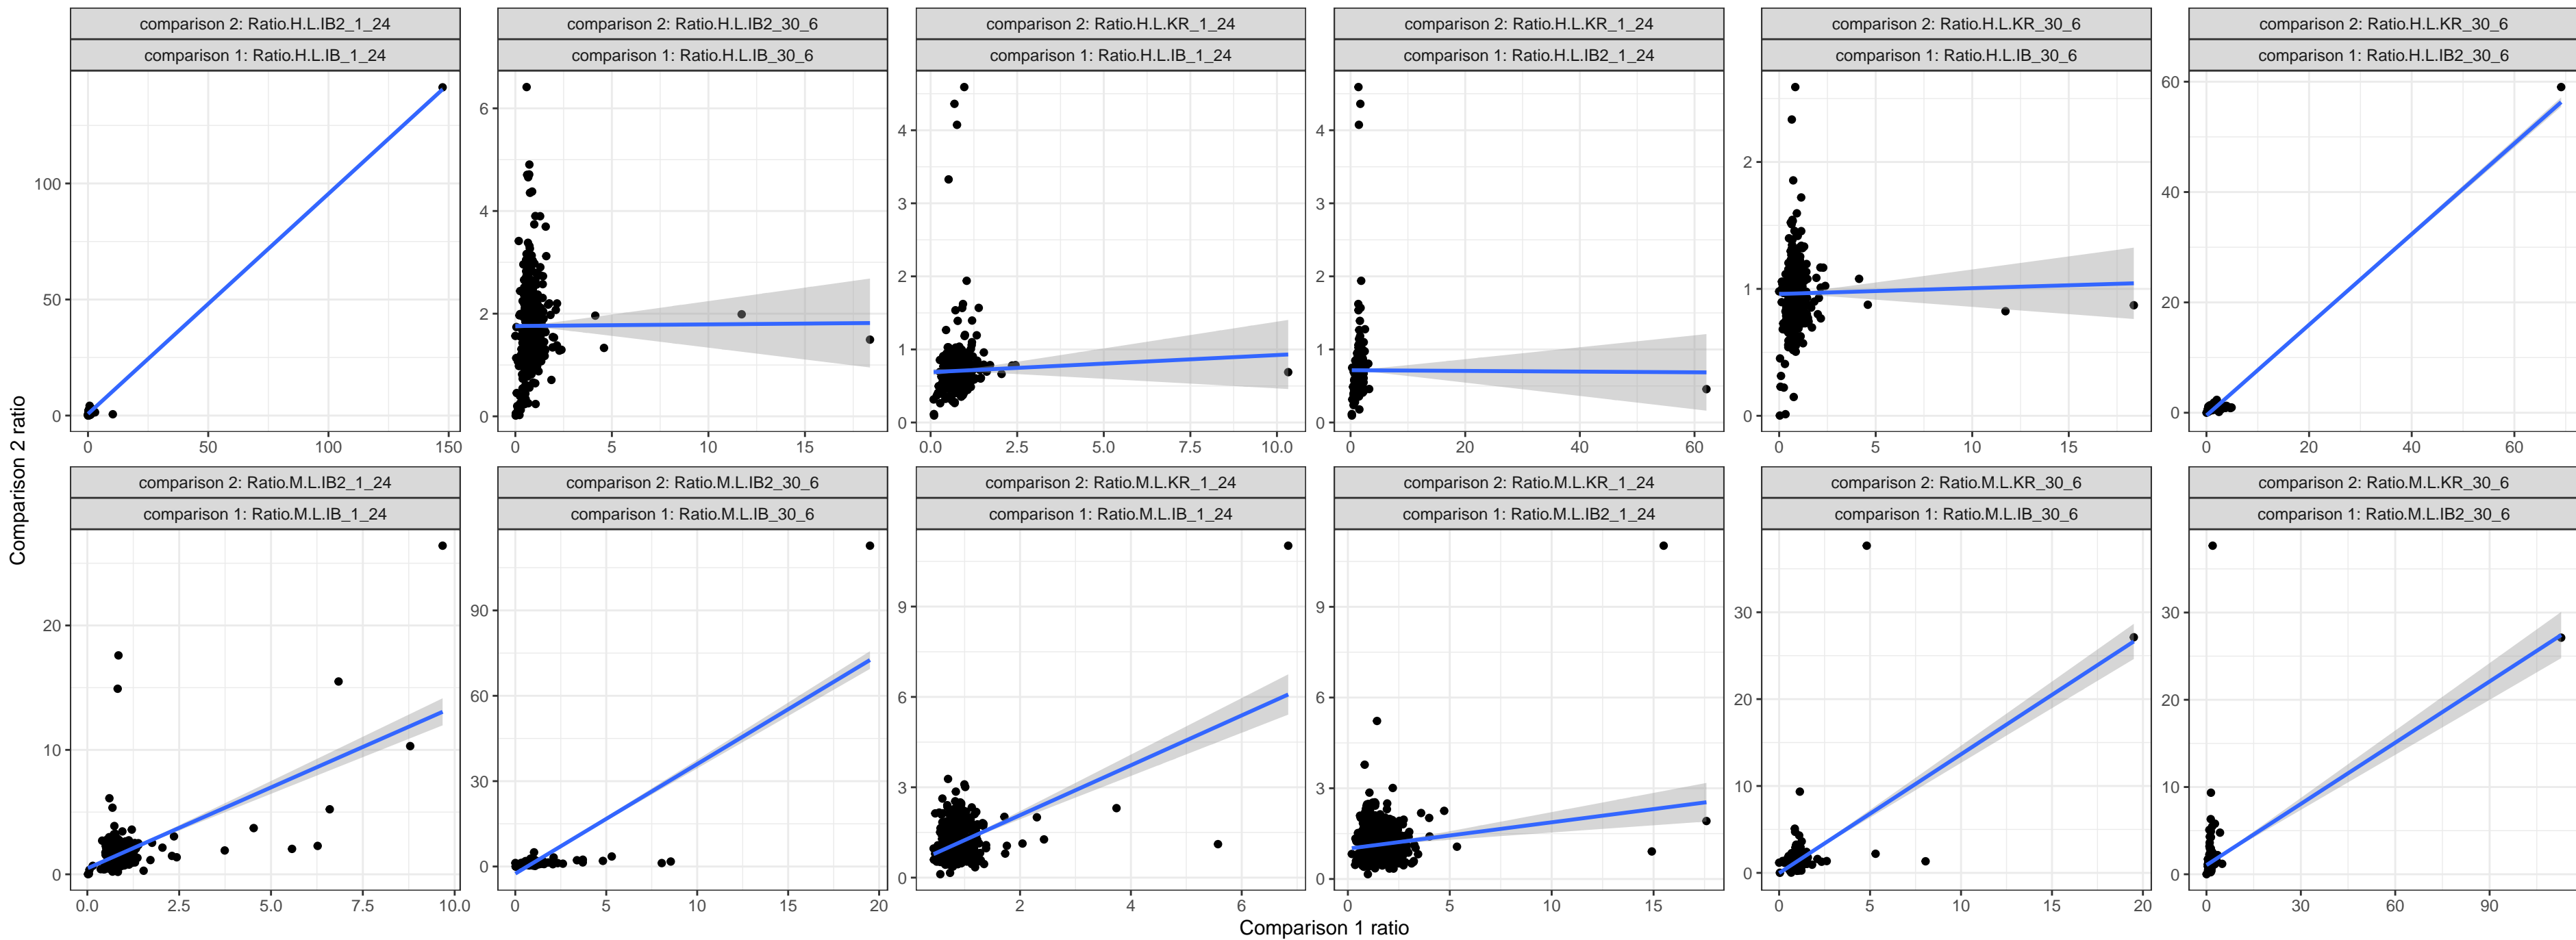 comparison 2: Ratio.H.L.IB2_1_24
comparison 1: Ratio.H.L.IB_1_24
100
50
0
0 50 100 150
comparison 2: Ratio.H.L.IB2_30_6
comparison 1: Ratio.H.L.IB_30_6
6
4
2
0
0 5 10 15
comparison 2: Ratio.H.L.KR_1_24
comparison 1: Ratio.H.L.IB_1_24
4
3
2
1
0
0.0 2.5 5.0 7.5 10.0
comparison 2: Ratio.H.L.KR_1_24
comparison 1: Ratio.H.L.IB2_1_24
4
3
2
1
0
0 20 40 60
comparison 2: Ratio.H.L.KR_30_6
comparison 1: Ratio.H.L.IB_30_6
2
1
0
0 5 10 15
comparison 2: Ratio.H.L.KR_30_6
comparison 1: Ratio.H.L.IB2_30_6
60
40
20
0
0 20 40 60
Comparison 2 ratio
comparison 2: Ratio.M.L.IB2_1_24
comparison 1: Ratio.M.L.IB_1_24
20
10
0
0.0 2.5 5.0 7.5 10.0
comparison 2: Ratio.M.L.IB2_30_6
comparison 1: Ratio.M.L.IB_30_6
90
60
30
0
0 5 10 15 20
comparison 2: Ratio.M.L.KR_1_24
comparison 1: Ratio.M.L.IB_1_24
9
6
3
0
2 4 6
comparison 2: Ratio.M.L.KR_1_24
comparison 1: Ratio.M.L.IB2_1_24
9
6
3
0
0 5 10 15
comparison 2: Ratio.M.L.KR_30_6
comparison 1: Ratio.M.L.IB_30_6
30
20
10
0
0 5 10 15 20
comparison 2: Ratio.M.L.KR_30_6
comparison 1: Ratio.M.L.IB2_30_6
30
20
10
0
0 30 60 90
Comparison 1 ratio